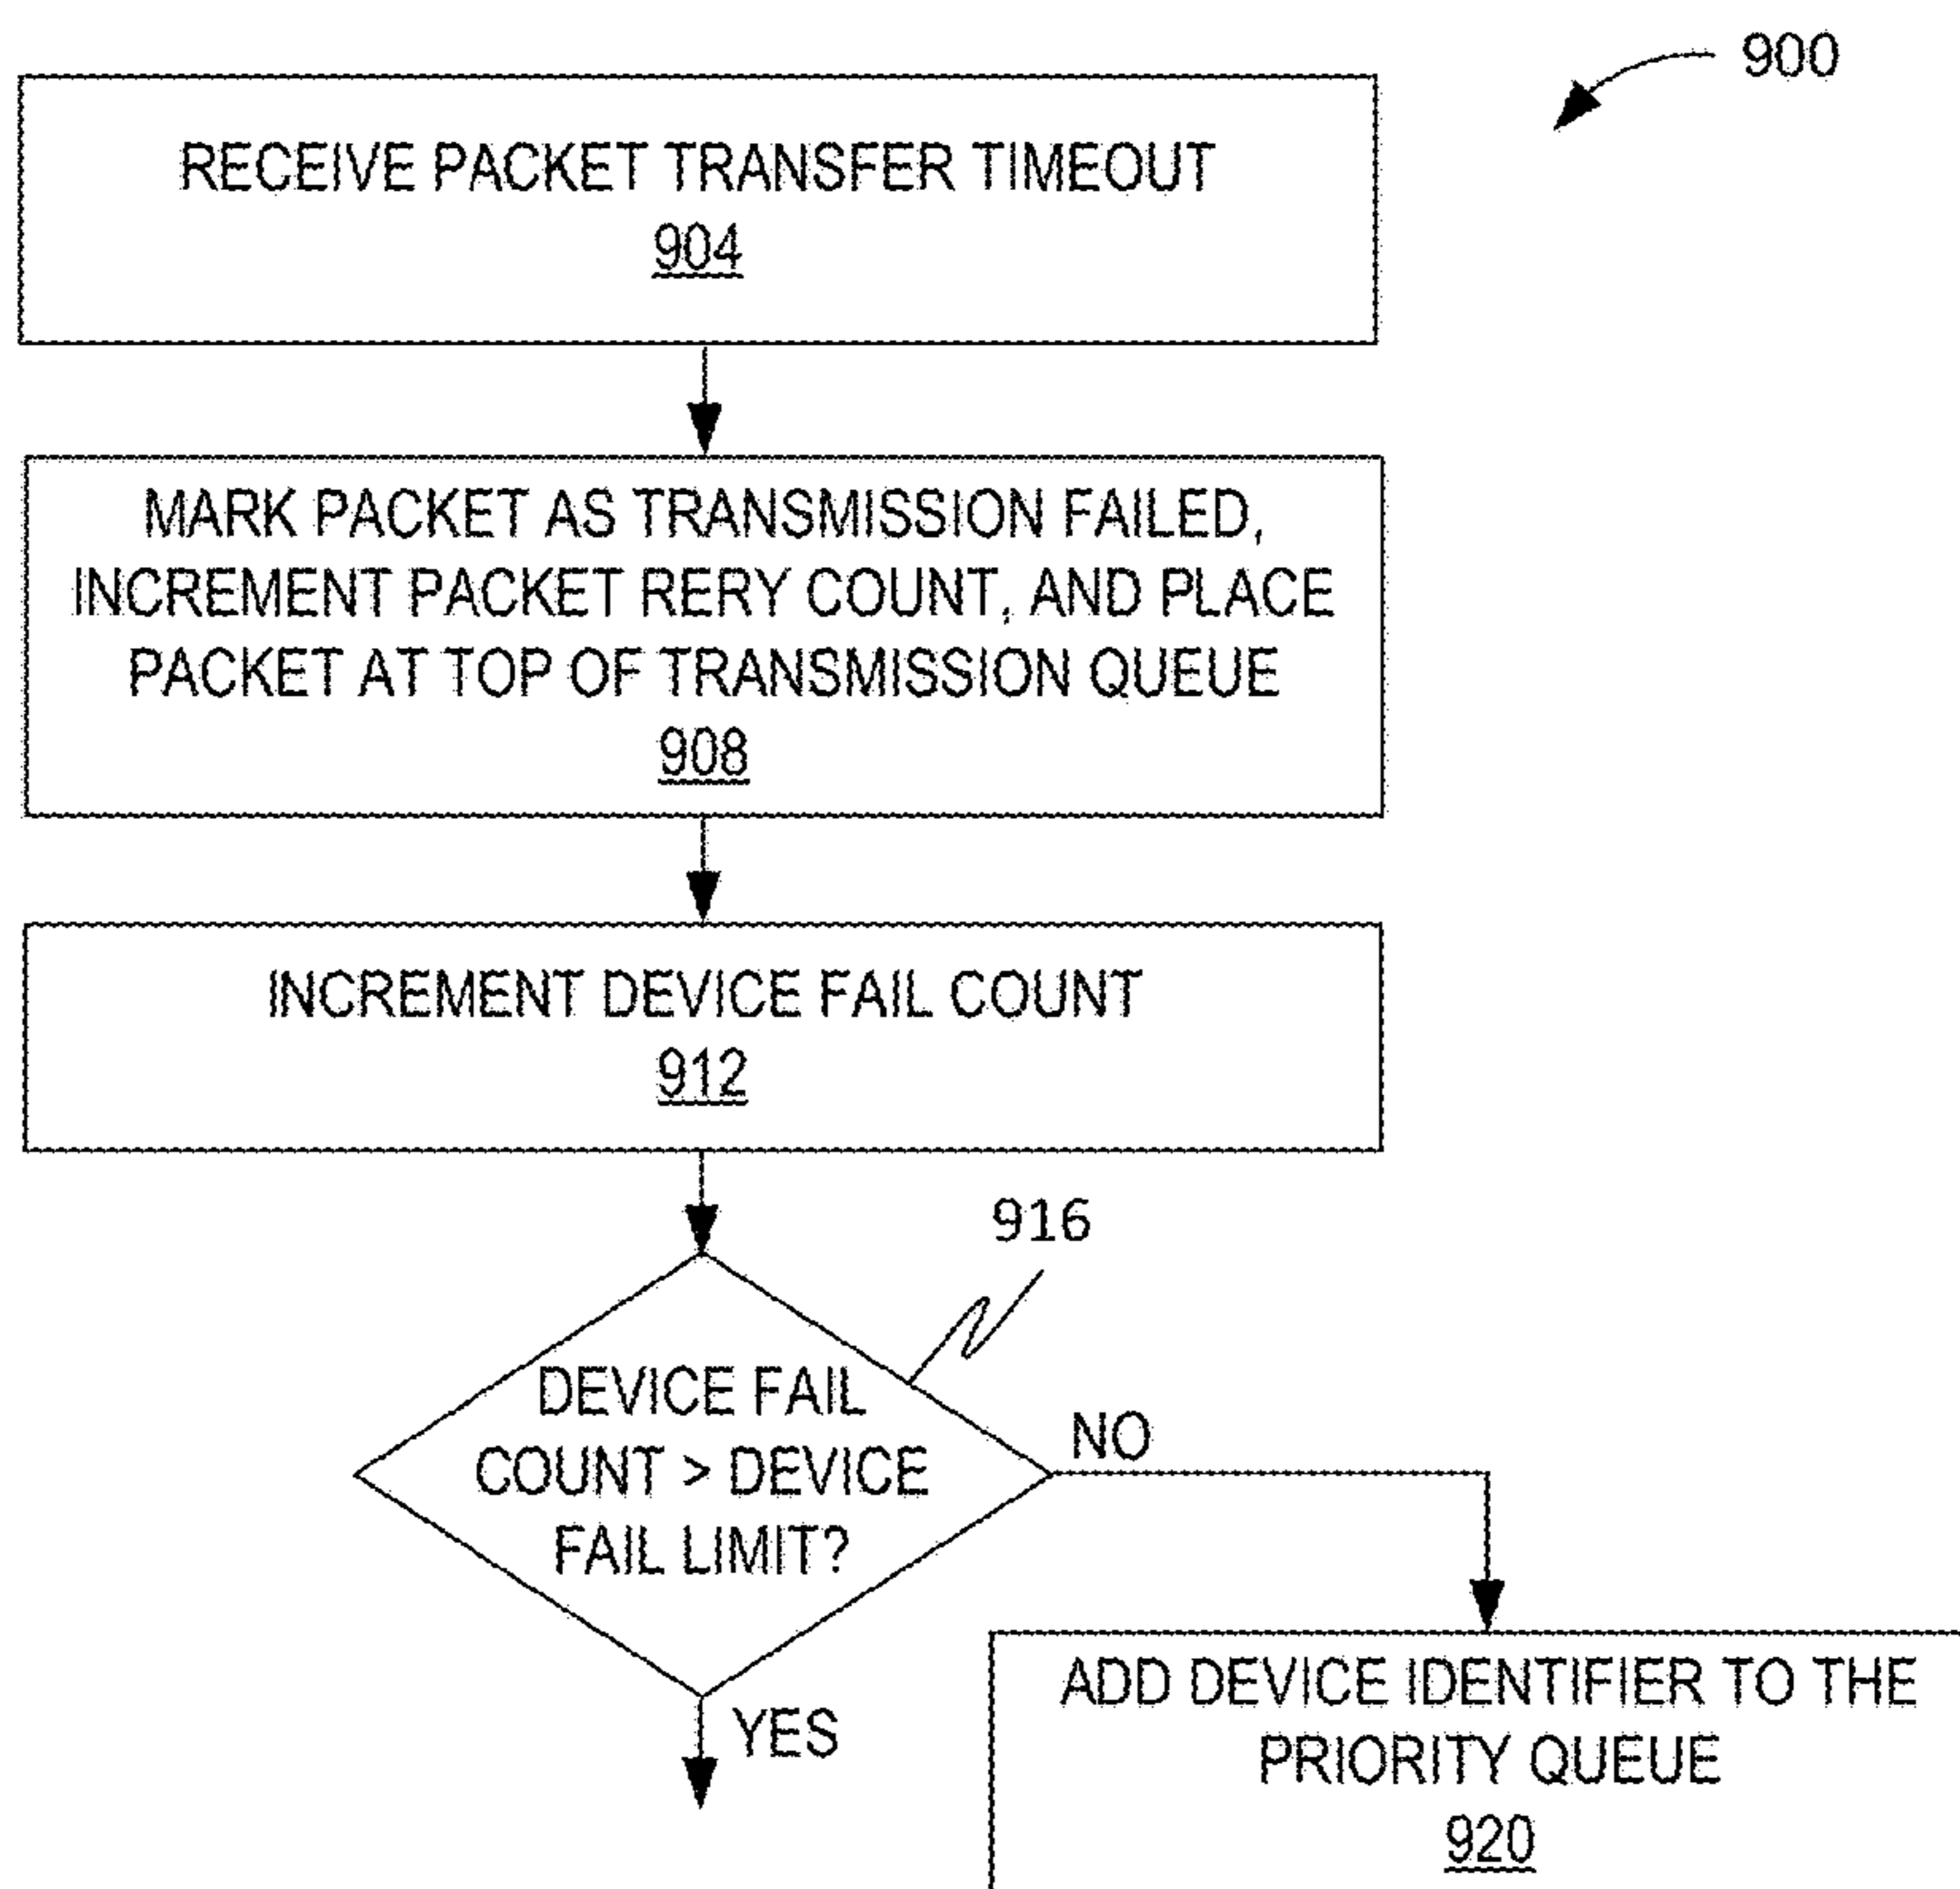 900
RECEIVE PACKET TRANSFER TIMEOUT
904
MARK PACKET AS TRANSMISSION FAILED,
INCREMENT PACKET RERY COUNT, AND PLACE
PACKET AT TOP OF TRANSMISSION QUEUE
908
INCREMENT DEVICE FAIL COUNT
912
916
DEVICE FAIL
COUNT > DEVICE
FAIL LIMIT?
NO
YES
ADD DEVICE IDENTIFIER TO THE
PRIORITY QUEUE
920